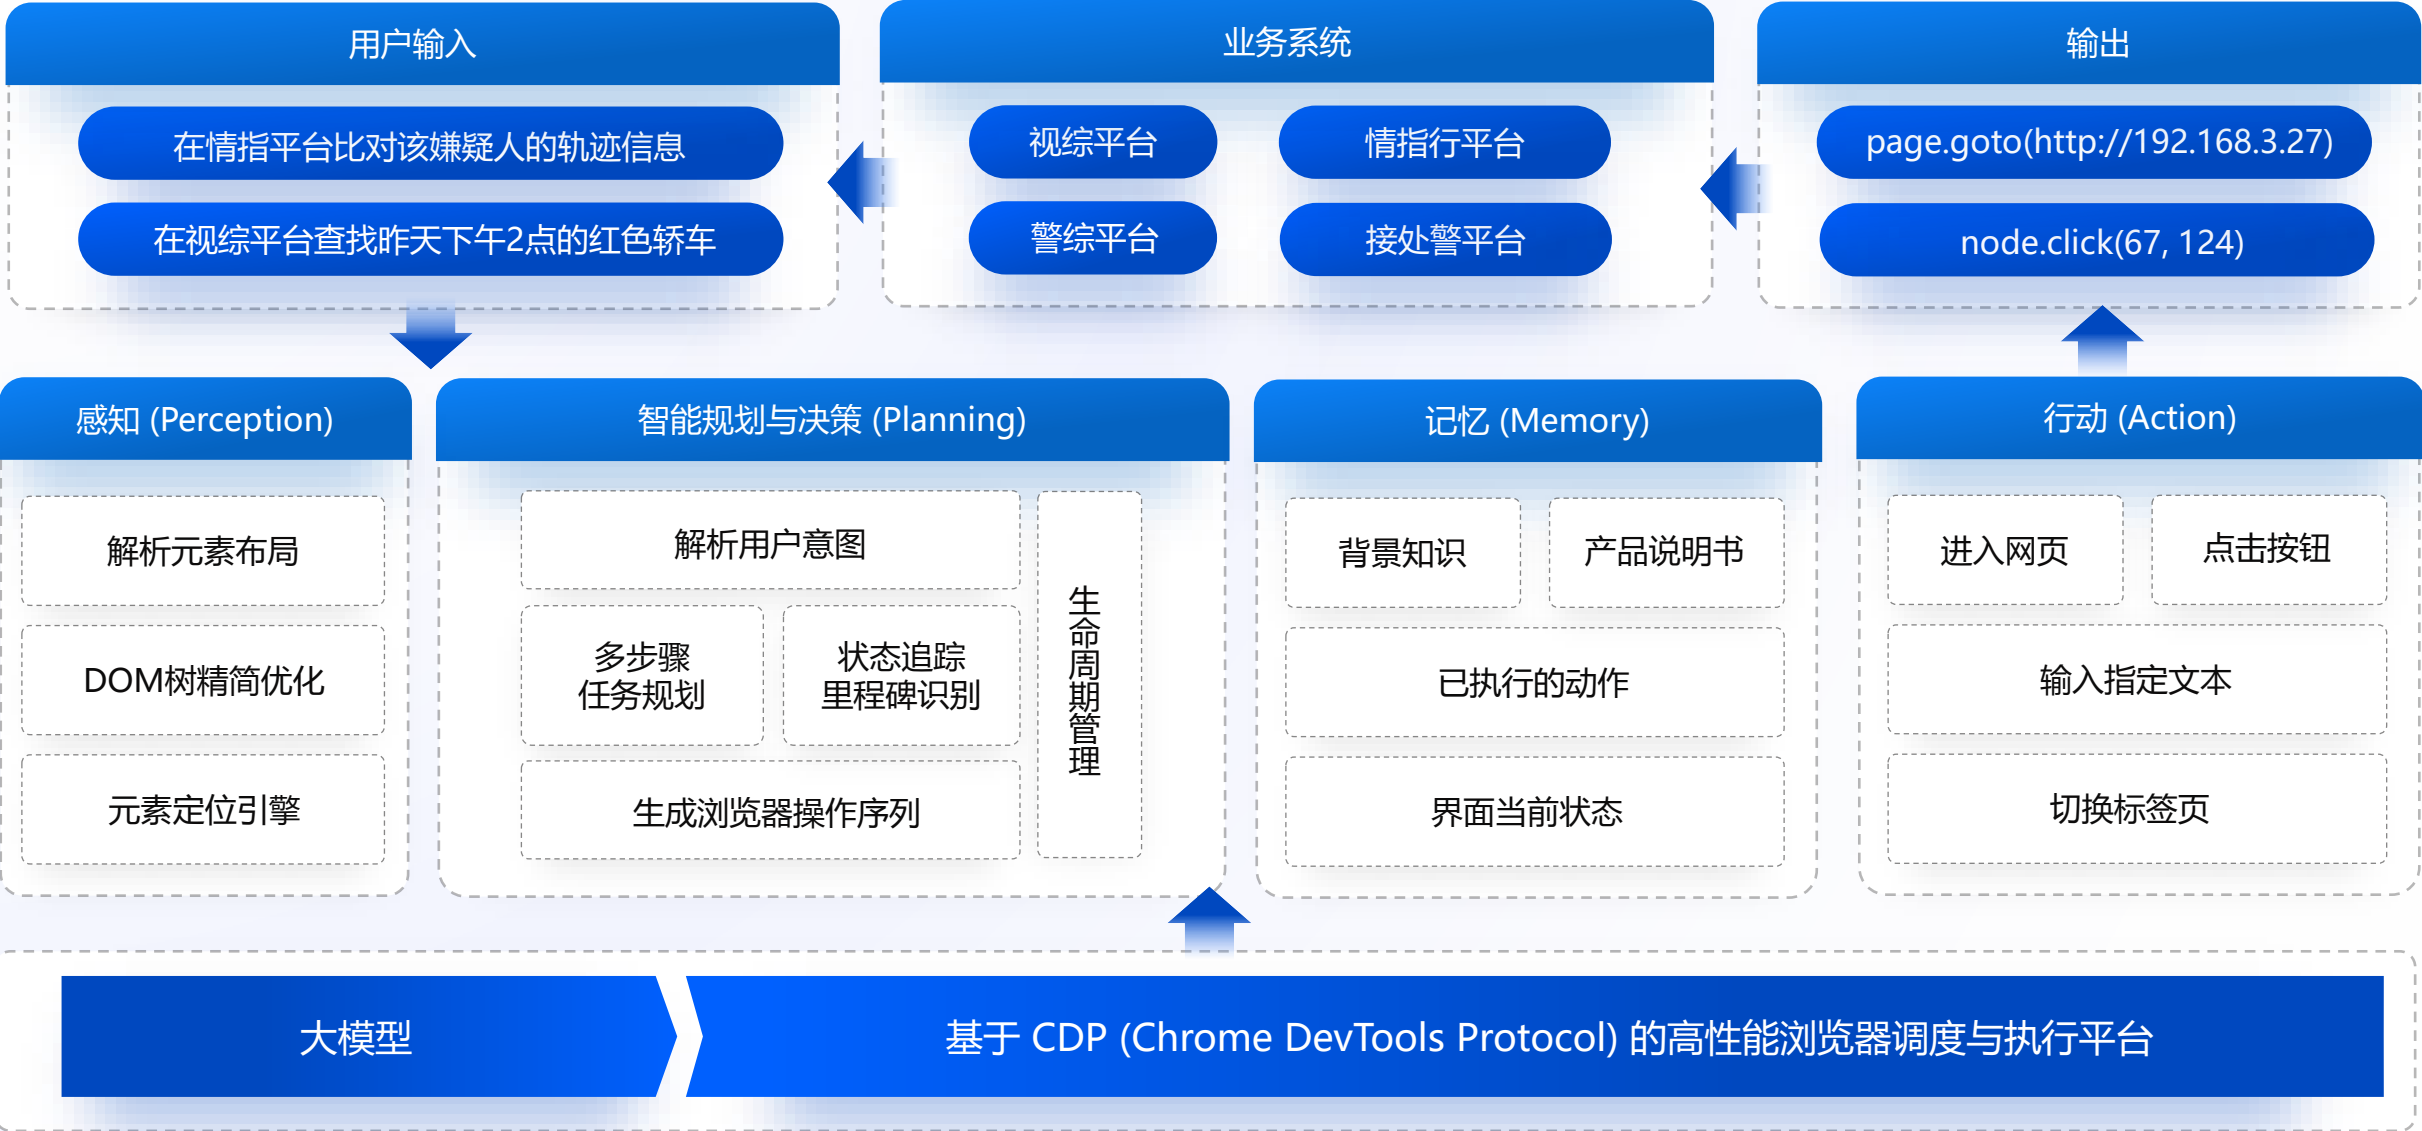 用户输入
在情指平台比对该嫌疑人的轨迹信息
在视综平台查找昨天下午2点的红色轿车
业务系统
视综平台
情指行平台
警综平台
接处警平台
输出
page.goto(http://192.168.3.27)
node.click(67, 124)
感知 (Perception)
解析元素布局
DOM树精简优化
元素定位引擎
智能规划与决策 (Planning)
解析用户意图
多步骤
任务规划
状态追踪
里程碑识别
生成浏览器操作序列
生命周期管理
记忆 (Memory)
背景知识
产品说明书
已执行的动作
界面当前状态
行动 (Action)
进入网页
点击按钮
输入指定文本
切换标签页
大模型
基于 CDP (Chrome DevTools Protocol) 的高性能浏览器调度与执行平台